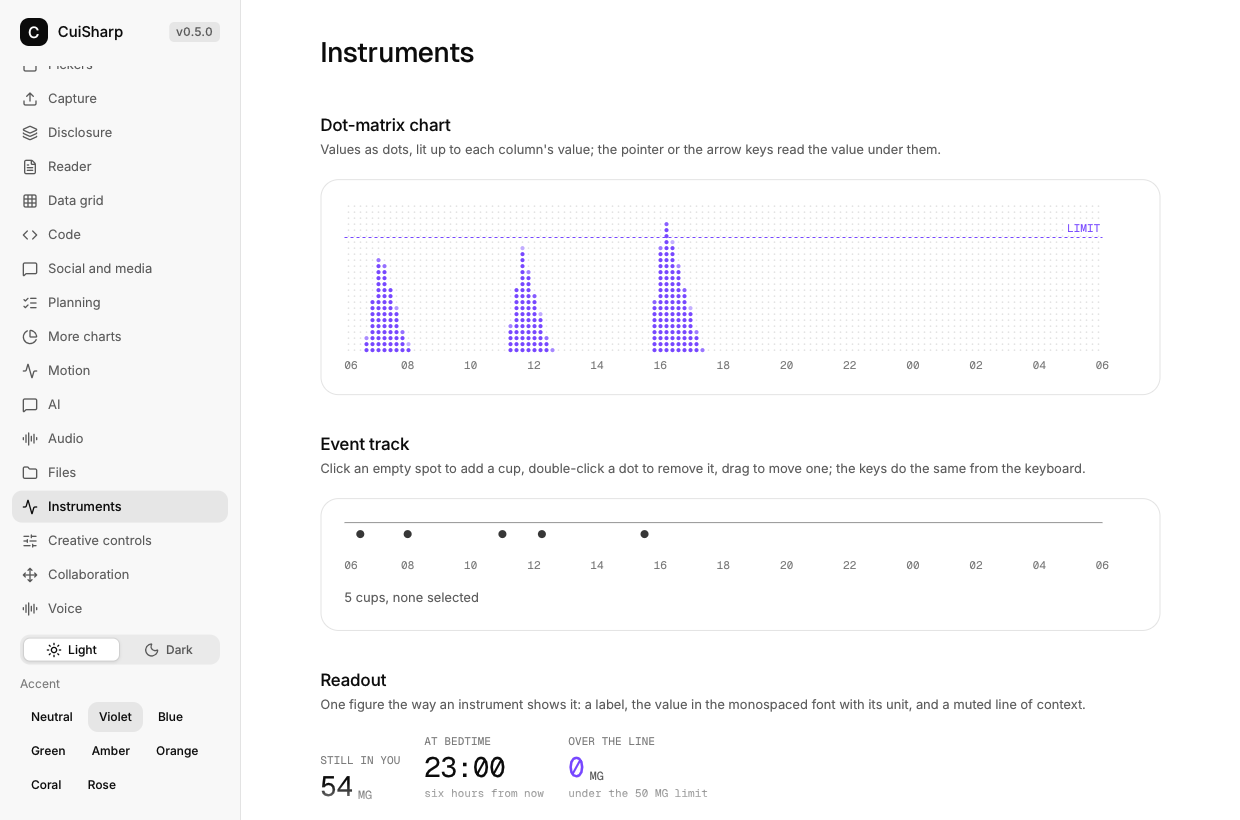 C CuiSharp v0.5.0
Pickers
Capture
Disclosure
Reader
Data grid
Code
Social and media
Planning
More charts
Motion
AI
Audio
Files
Instruments
Creative controls
Collaboration
Voice
Light Dark
Accent
Neutral Violet Blue
Green Amber Orange
Coral Rose
Instruments
Dot-matrix chart
Values as dots, lit up to each column's value; the pointer or the arrow keys read the value under them.
LIMIT
06 08 10 12 14 16 18 20 22 00 02 04 06
Event track
Click an empty spot to add a cup, double-click a dot to remove it, drag to move one; the keys do the same from the keyboard.
06 08 10 12 14 16 18 20 22 00 02 04 06
5 cups, none selected
Readout
One figure the way an instrument shows it: a label, the value in the monospaced font with its unit, and a muted line of context.
STILL IN YOU
54 MG
AT BEDTIME
23:00
six hours from now
OVER THE LINE
0 MG
under the 50 MG limit